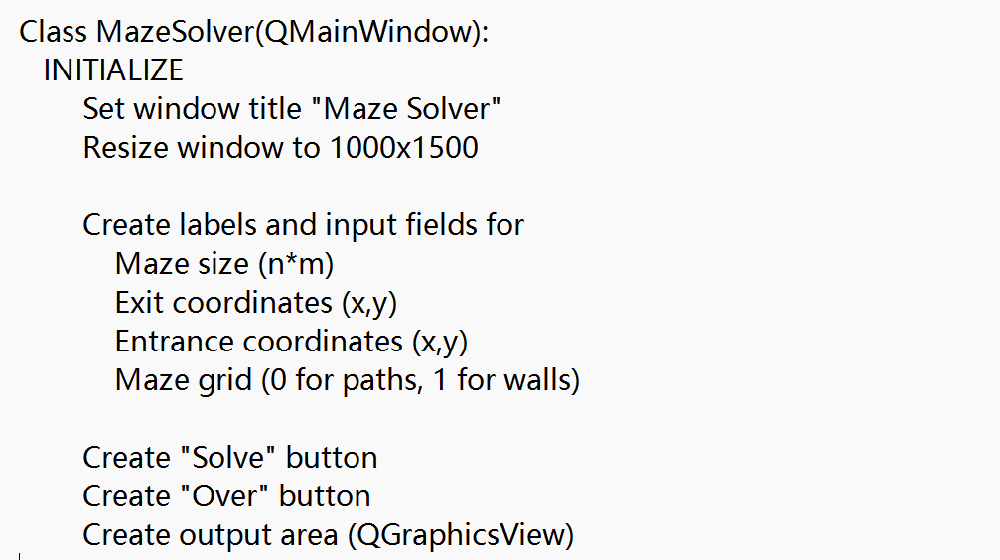 Class MazeSolver(QMainWindow):
INITIALIZE
Set window title "Maze Solver"
Resize window to 1000x1500
Create labels and input fields for
Maze size (n*m)
Exit coordinates (x,y)
Entrance coordinates (x,y)
Maze grid (0 for paths, 1 for walls)
Create "Solve" button
Create "Over" button
Create output area (QGraphicsView)